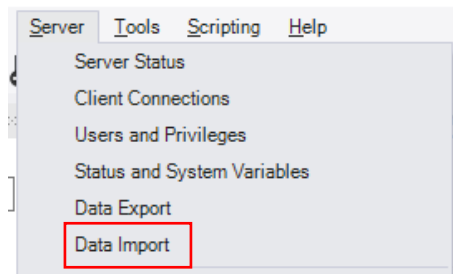 Server Tools Scripting Help
Server Status
Client Connections
Users and Privileges
Status and System Variables
Data Export
Data Import